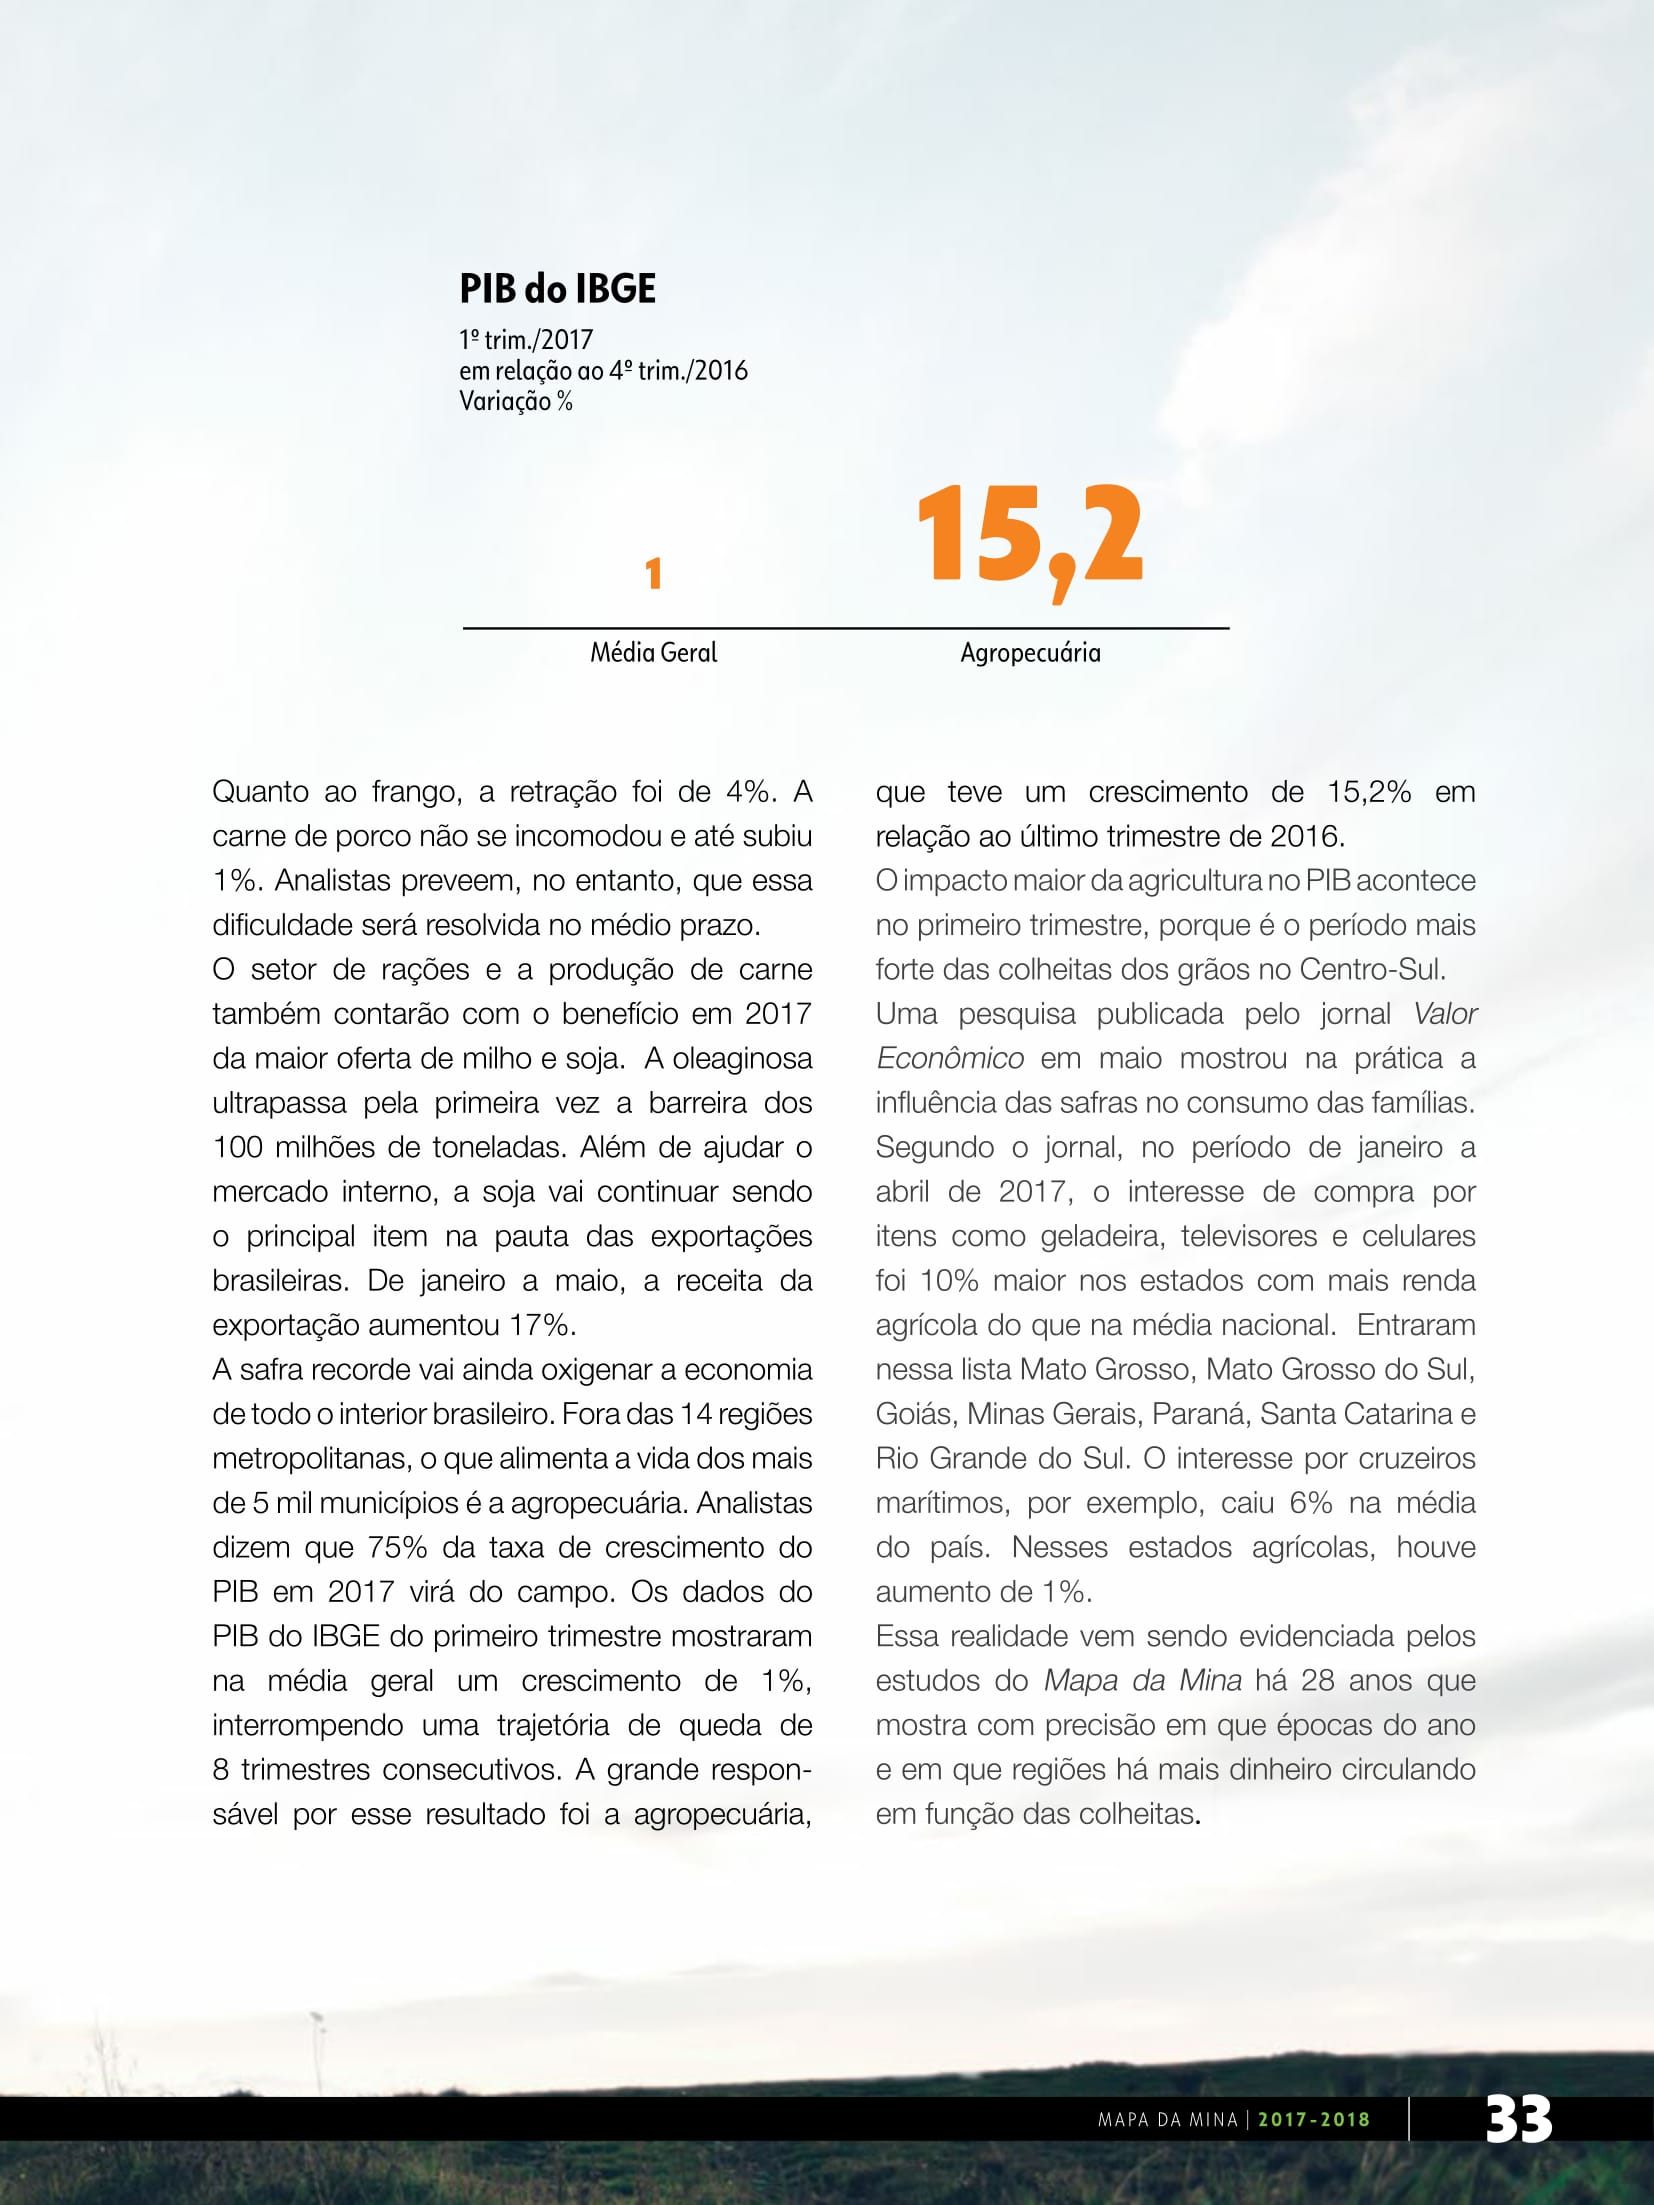 PIB do IBGE
1º trim./2017
em relação ao 4º trim./2016
Variação %
1
15,2
Média Geral
Agropecuária
Quanto ao frango, a retração foi de 4%. A
carne de porco não se incomodou e até subiu
1%. Analistas preveem, no entanto, que essa
dificuldade será resolvida no médio prazo.
O setor de rações e a produção de carne
também contarão com o benefício em 2017
da maior oferta de milho e soja. A oleaginosa
ultrapassa pela primeira vez a barreira dos
100 milhões de toneladas. Além de ajudar o
mercado interno, a soja vai continuar sendo
o principal item na pauta das exportações
brasileiras. De janeiro a maio, a receita da
exportação aumentou 17%.
A safra recorde vai ainda oxigenar a economia
de todo o interior brasileiro. Fora das 14 regiões
metropolitanas, o que alimenta a vida dos mais
de 5 mil municípios é a agropecuária. Analistas
dizem que 75% da taxa de crescimento do
PIB em 2017 virá do campo. Os dados do
PIB do IBGE do primeiro trimestre mostraram
na média geral um crescimento de 1%,
interrompendo uma trajetória de queda de
8 trimestres consecutivos. A grande respon-
sável por esse resultado foi a agropecuária,
que teve um crescimento de 15,2% em
relação ao último trimestre de 2016.
O impacto maior da agricultura no PIB acontece
no primeiro trimestre, porque é o período mais
forte das colheitas dos grãos no Centro-Sul.
Uma pesquisa publicada pelo jornal Valor
Econômico em maio mostrou na prática a
influência das safras no consumo das famílias.
Segundo o jornal, no período de janeiro a
abril de 2017, o interesse de compra por
itens como geladeira, televisores e celulares
foi 10% maior nos estados com mais renda
agrícola do que na média nacional. Entraram
nessa lista Mato Grosso, Mato Grosso do Sul,
Goiás, Minas Gerais, Paraná, Santa Catarina e
Rio Grande do Sul. O interesse por cruzeiros
marítimos, por exemplo, caiu 6% na média
do país. Nesses estados agrícolas, houve
aumento de 1%.
Essa realidade vem sendo evidenciada pelos
estudos do Mapa da Mina há 28 anos que
mostra com precisão em que épocas do ano
e em que regiões há mais dinheiro circulando
em função das colheitas.
MAPA DA MINA | 2017-2018
33